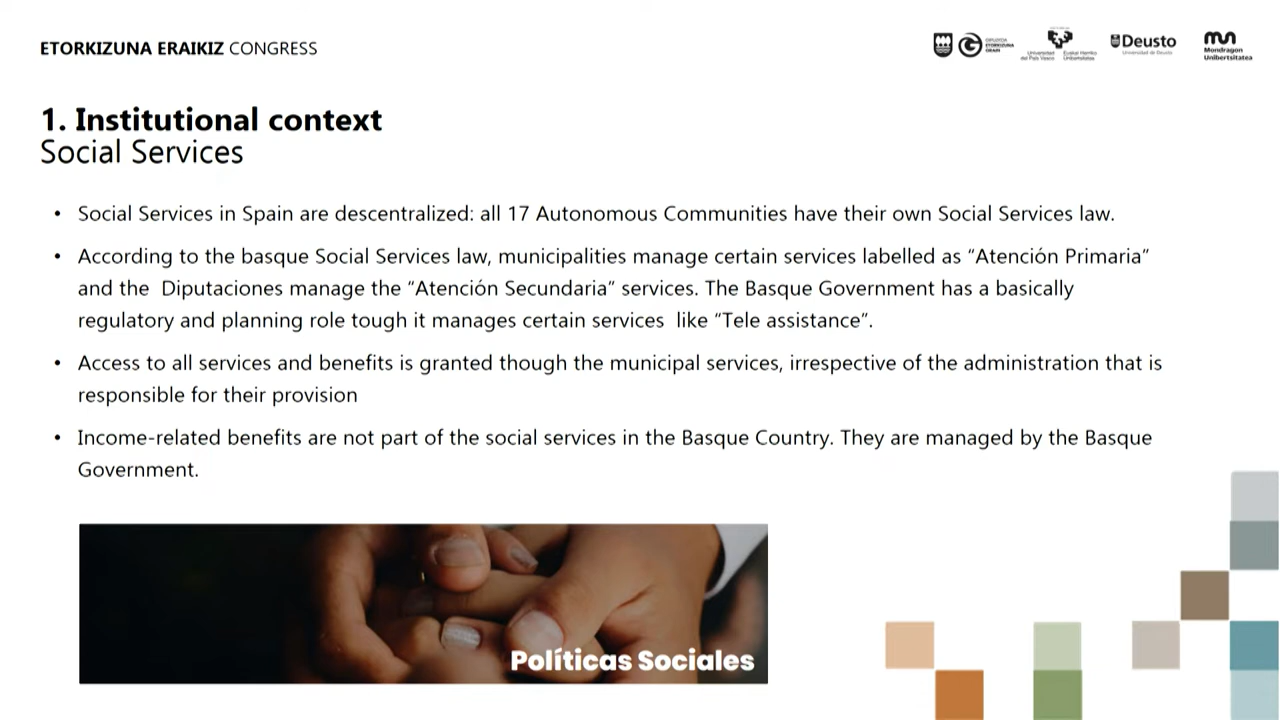 ETORKIZUNA ERAIKIZ CONGRESS
Deusto
Universidad de Deusto
Mondragon
Unibertsitatea
1. Institutional context
Social Services
• Social Services in Spain are descentralized: all 17 Autonomous Communities have their own Social Services law.
• According to the basque Social Services law, municipalities manage certain services labelled as “Atención Primaria”
and the  Diputaciones manage the “Atención Secundaria” services. The Basque Government has a basically
regulatory and planning role tough it manages certain services  like “Tele assistance”.
• Access to all services and benefits is granted though the municipal services, irrespective of the administration that is
responsible for their provision
• Income-related benefits are not part of the social services in the Basque Country. They are managed by the Basque
Government.
Políticas Sociales